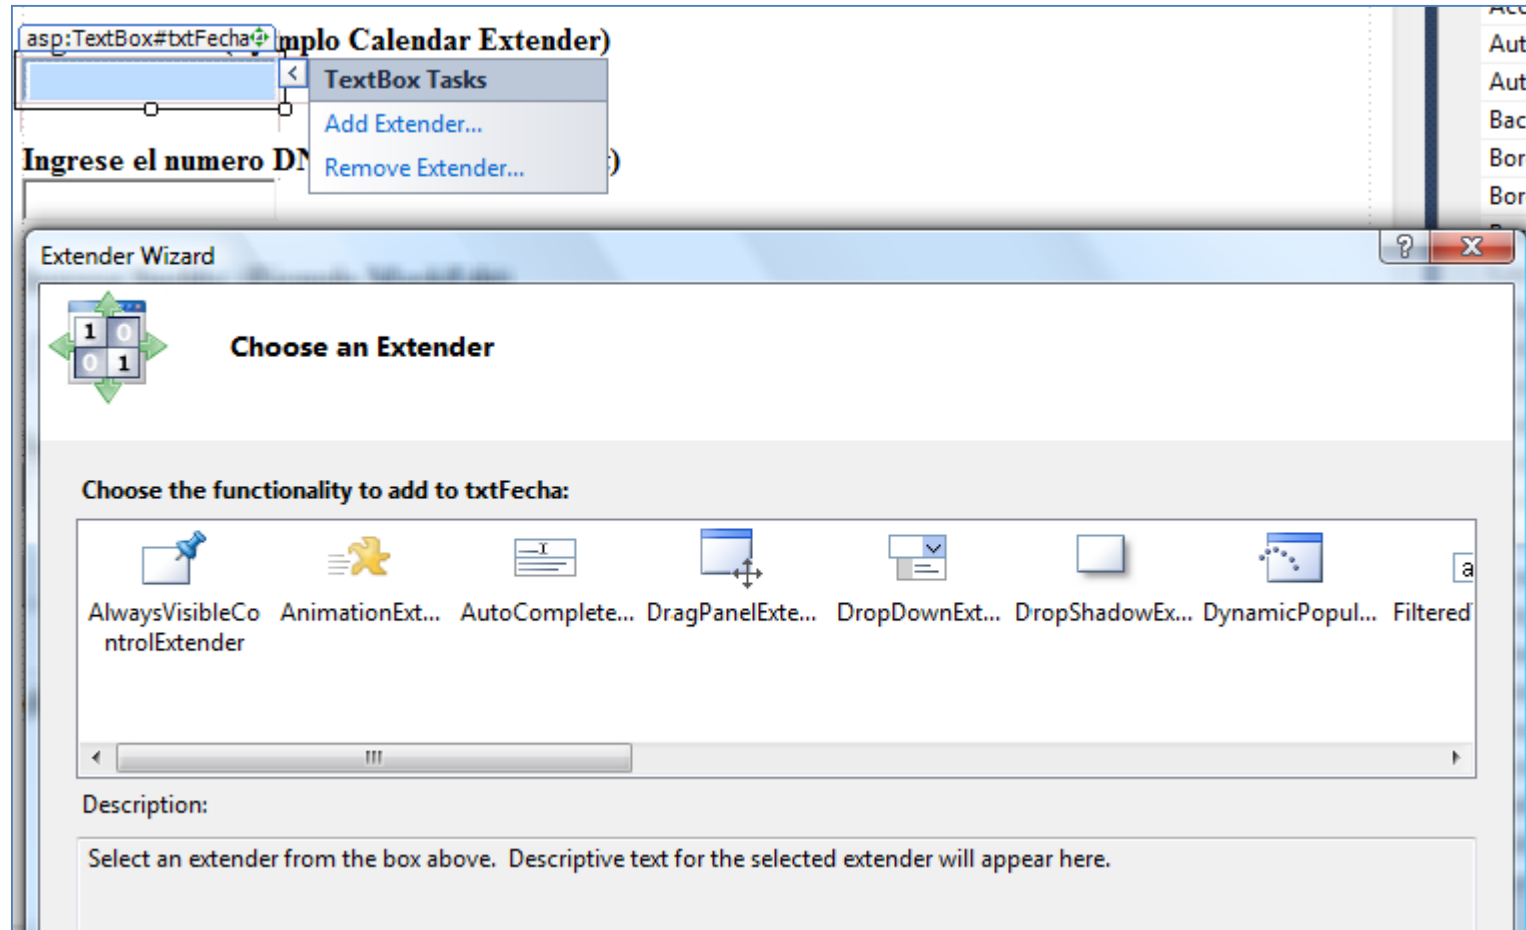 asp:TextBox#txtFecha
mplo Calendar Extender)
TextBox Tasks
Add Extender...
Remove Extender...
Ingrese el numero
Aut
Aut
Bac
Bor
Bor
Extender Wizard
Choose an Extender
Choose the functionality to add to txtFecha:
AlwaysVisibleCo AnimationExt... AutoComplete... DragPanelExte... DropDownExt... DropShadowEx... DynamicPopul... Filtered
ntrolExtender
Description:
Select an extender from the box above. Descriptive text for the selected extender will appear here.